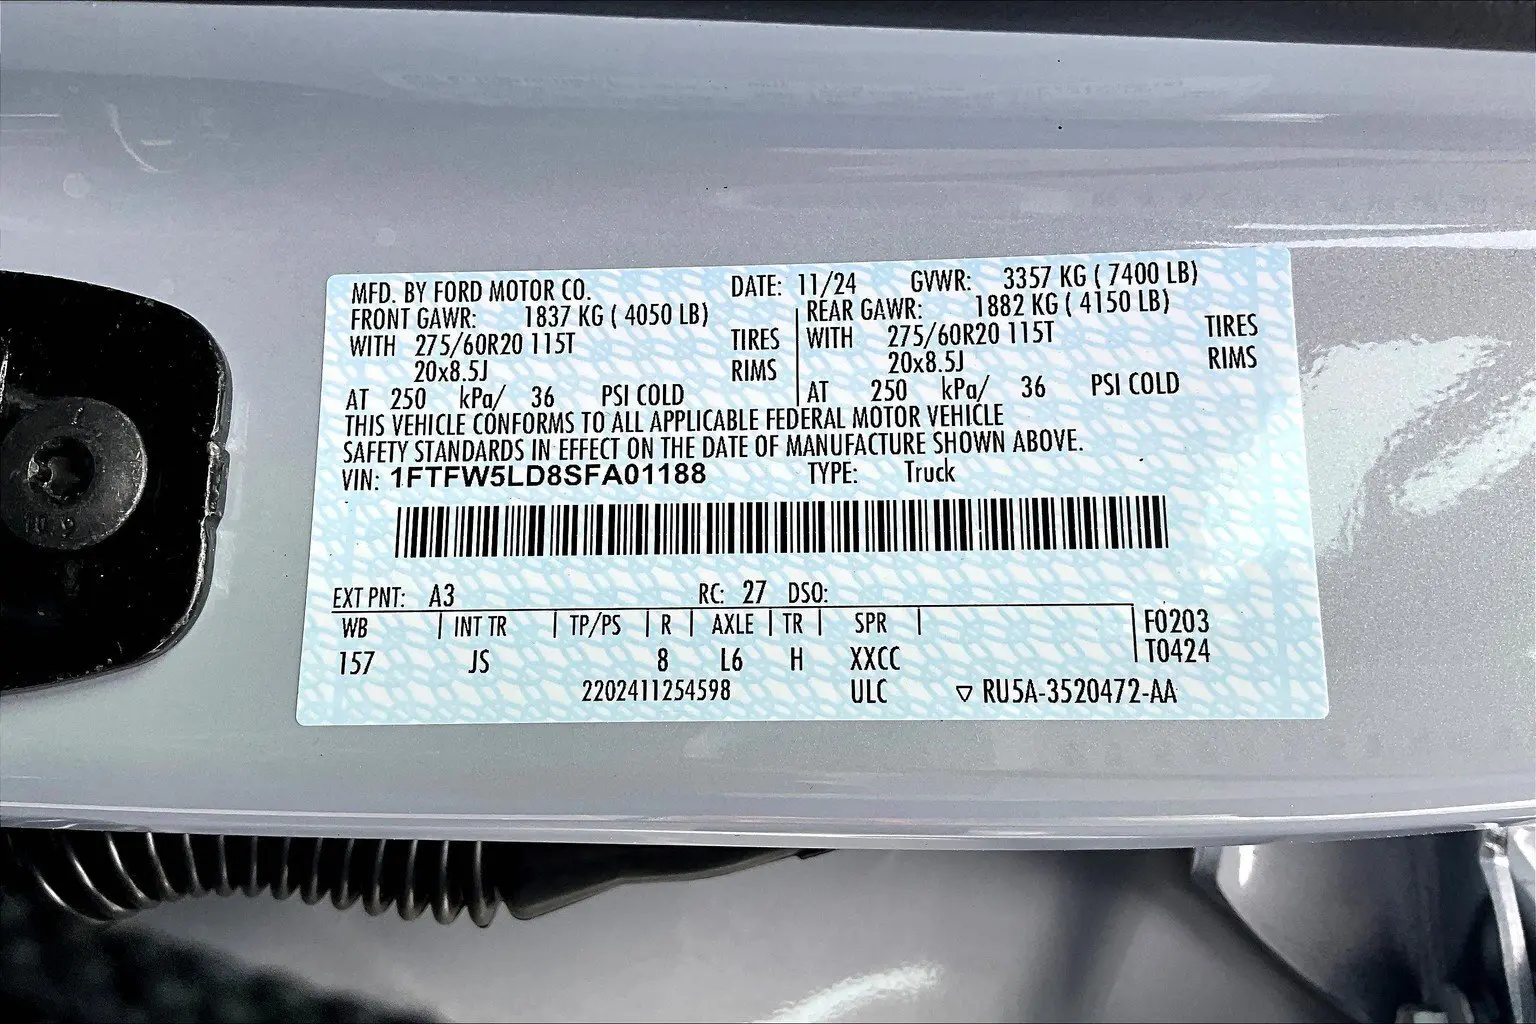 MFD. BY FORD MOTOR CO. DATE: 11/24 GVWR: 3357 KG ( 7400 LB)
FRONT GAWR: 1837 KG ( 4050 LB) REAR GAWR: 1882 KG ( 4150 LB)
WITH 275/60R20 115T TIRES WITH 275/60R20 115T TIRES
20x8.5J RIMS 20x8.5J RIMS
AT 250 kPa/ 36 PSI COLD AT 250 kPa/ 36 PSI COLD
THIS VEHICLE CONFORMS TO ALL APPLICABLE FEDERAL MOTOR VEHICLE
SAFETY STANDARDS IN EFFECT ON THE DATE OF MANUFACTURE SHOWN ABOVE.
VIN: 1FTFW5LD8SFA01188 TYPE: Truck
EXT PNT: A3 RC: 27 DSO:
WB | INT TR | TP/PS | R | AXLE | TR | SPR | F0203
157 JS 8 L6 H XXCC T0424
2202411254598 ULC ▽ RU5A-3520472-AA
10 9